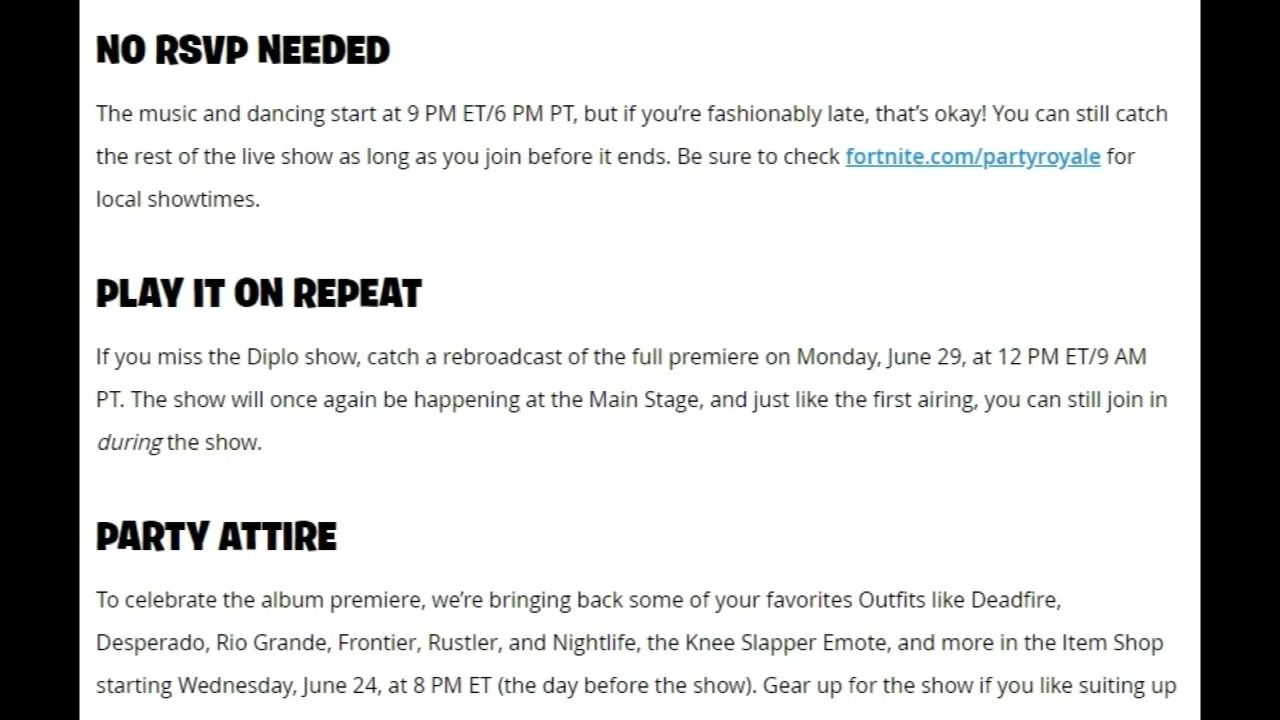 NO RSVP NEEDED
The music and dancing start at 9 PM ET/6 PM PT, but if you're fashionably late, that's okay! You can still catch
the rest of the live show as long as you join before it ends. Be sure to check fortnite.com/partyroyale for
local showtimes.
PLAY IT ON REPEAT
If you miss the Diplo show, catch a rebroadcast of the full premiere on Monday, June 29, at 12 PM ET/9 AM
PT. The show will once again be happening at the Main Stage, and just like the first airing, you can still join in
during the show.
PARTY ATTIRE
To celebrate the album premiere, we're bringing back some of your favorites Outfits like Deadfire,
Desperado, Rio Grande, Frontier, Rustler, and Nightlife, the Knee Slapper Emote, and more in the Item Shop
starting Wednesday, June 24, at 8 PM ET (the day before the show). Gear up for the show if you like suiting up